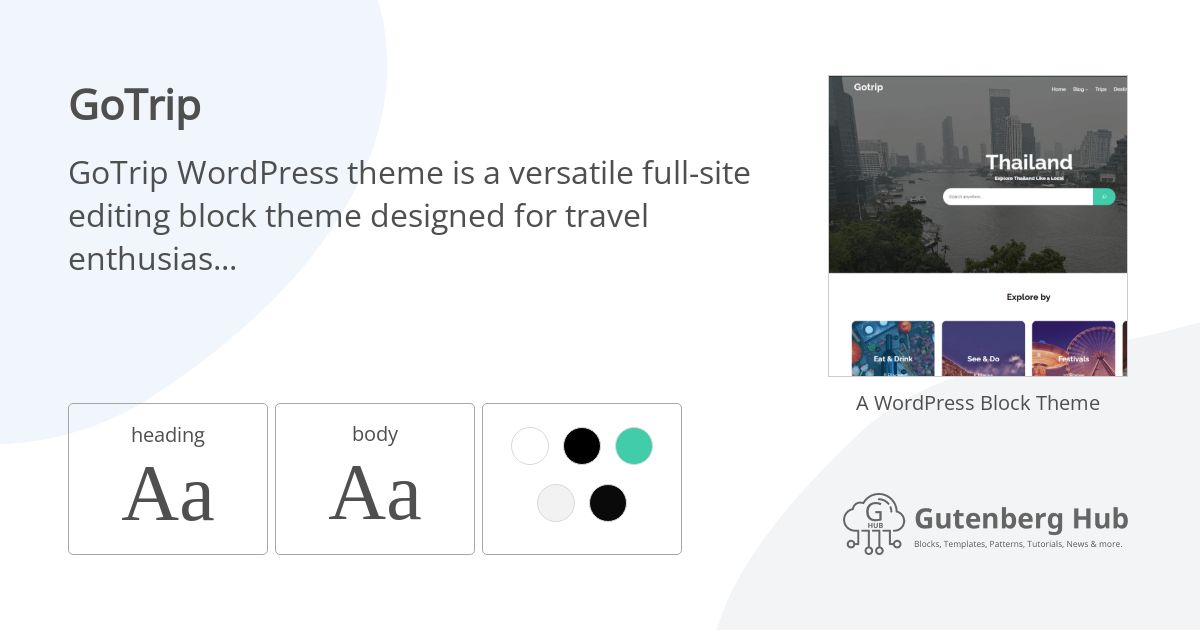 GoTrip
GoTrip WordPress theme is a versatile full-site
editing block theme designed for travel
enthusias...
heading
Aa
body
Aa
Gotrip
Home Blog Trips
Thailand
Explore Thailand Like a Local
Search anywhere...
Explore by
Eat & Drink
See & Do
Festivals
A WordPress Block Theme
G
HUB
Gutenberg Hub
Blocks, Templates, Patterns, Tutorials, News & more.